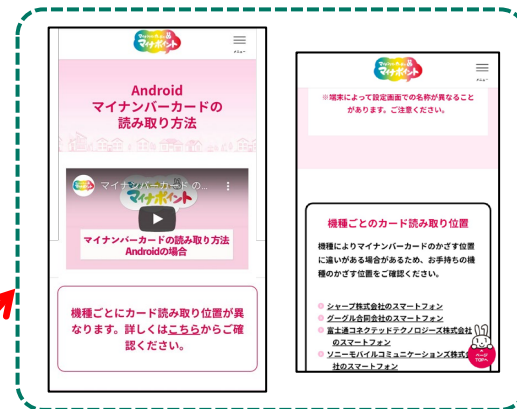 マイナポイント
メニュー
Android
マイナンバーカードの
読み取り方法
マイナンバーカード の...
マイナポイント
マイナンバーカードの読み取り方法
Androidの場合
機種ごとにカード読み取り位置が異
なります。詳しくはこちらからご確
認ください。
マイナポイント
メニュー
※端末によって設定画面での名称が異なること
があります。ご注意ください。
機種ごとのカード読み取り位置
機種によりマイナンバーカードのかざす位置
に違いがある場合があるため、お手持ちの機
種のかざす位置をご確認ください。
シャープ株式会社のスマートフォン
グーグル合同会社のスマートフォン
富士通コネクテッドテクノロジーズ株式会社
のスマートフォン
ソニーモバイルコミュニケーションズ株式会
社のスマートフォン
ページ
TOPへ